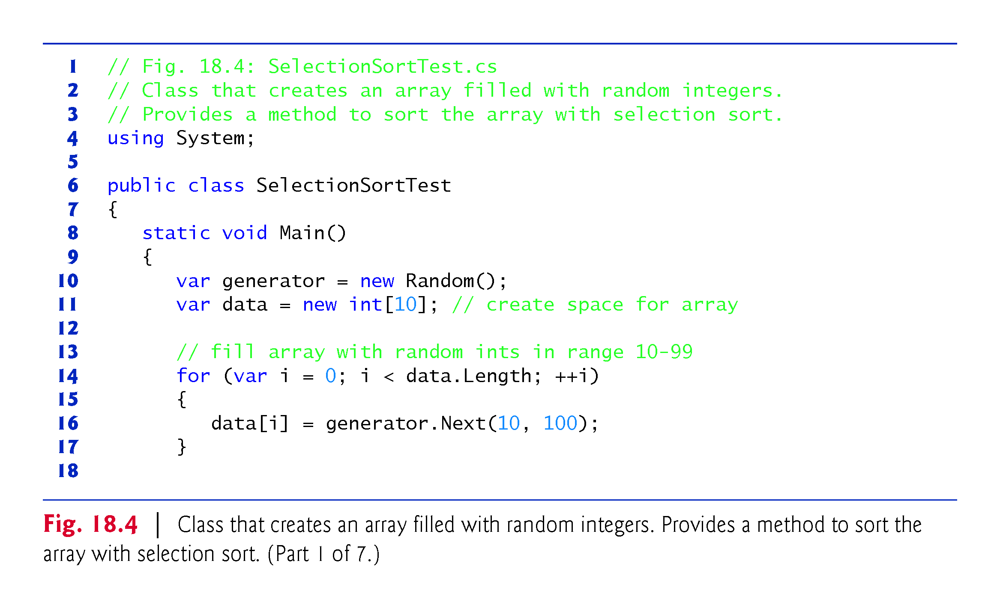 1 // Fig. 18.4: SelectionSortTest.cs
2 // Class that creates an array filled with random integers.
3 // Provides a method to sort the array with selection sort.
4 using System;
5
6 public class SelectionSortTest
7 {
8    static void Main()
9    {
10       var generator = new Random();
11       var data = new int[10]; // create space for array
12
13       // fill array with random ints in range 10-99
14       for (var i = 0; i < data.Length; ++i)
15       {
16          data[i] = generator.Next(10, 100);
17       }
18
Fig. 18.4 | Class that creates an array filled with random integers. Provides a method to sort the
array with selection sort. (Part 1 of 7.)